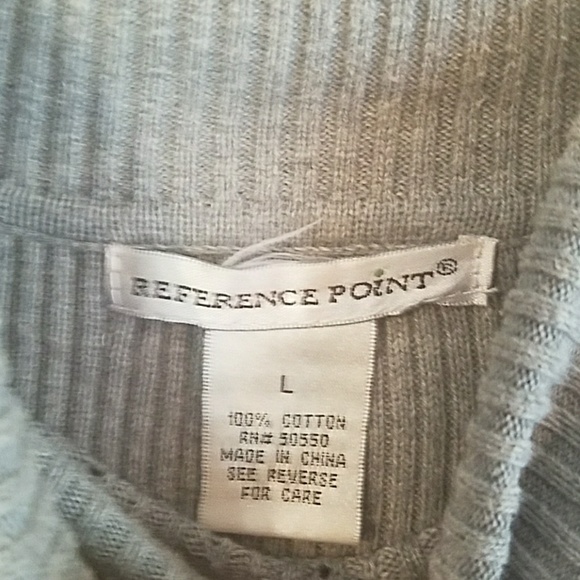 REFERENCE POiNT®
L
100% COTTON
RN# 50550
MADE IN CHINA
SEE REVERSE
FOR CARE